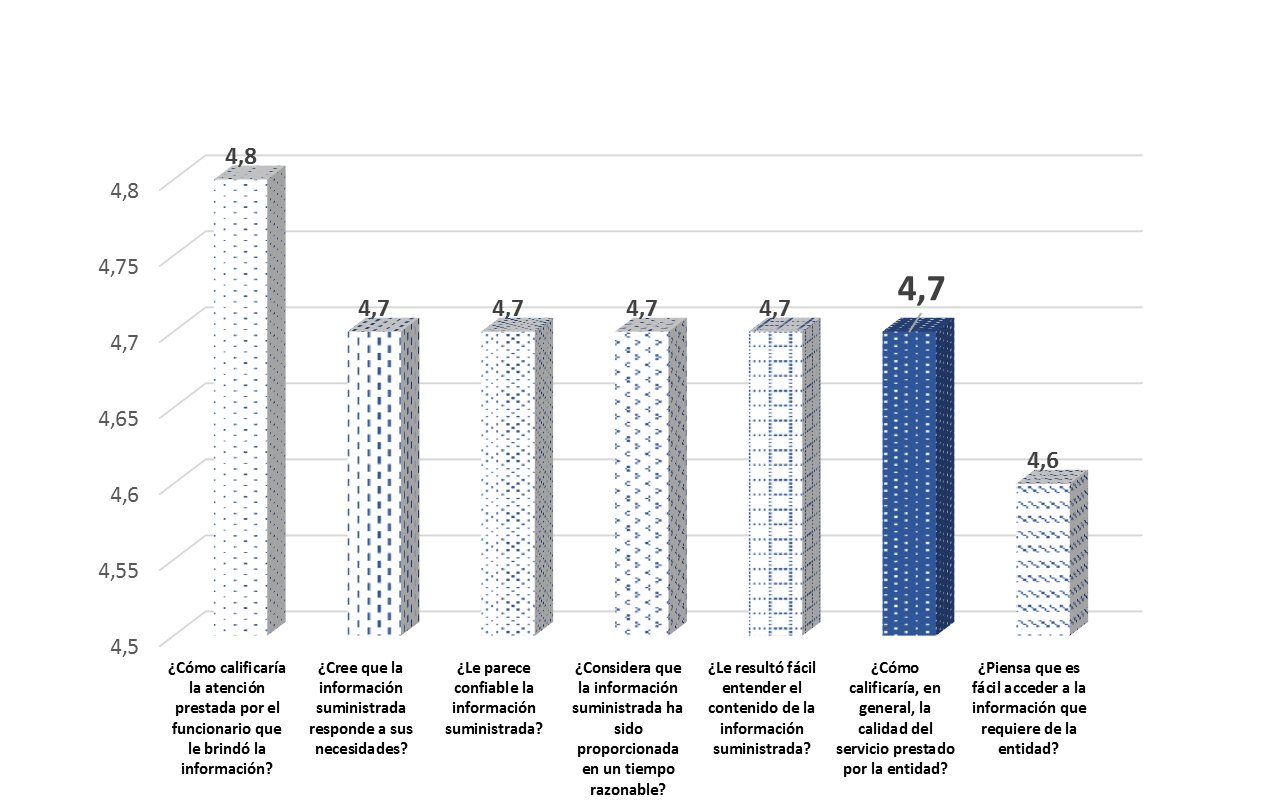 4,8
4,75
4,7
4,65
4,6
4,55
4,5
4,8
4,7
4,7
4,7
4,7
4,7
4,6
¿Cómo calificaría
la atención
prestada por el
funcionario que
le brindó la
información?
¿Cree que la
información
suministrada
responde a sus
necesidades?
¿Le parece
confiable la
información
suministrada?
¿Considera que
la información
suministrada ha
sido
proporcionada
en un tiempo
razonable?
¿Le resultó fácil
entender el
contenido de la
información
suministrada?
¿Cómo
calificaría, en
general, la
calidad del
servicio prestado
por la entidad?
¿Piensa que es
fácil acceder a la
información que
requiere de la
entidad?